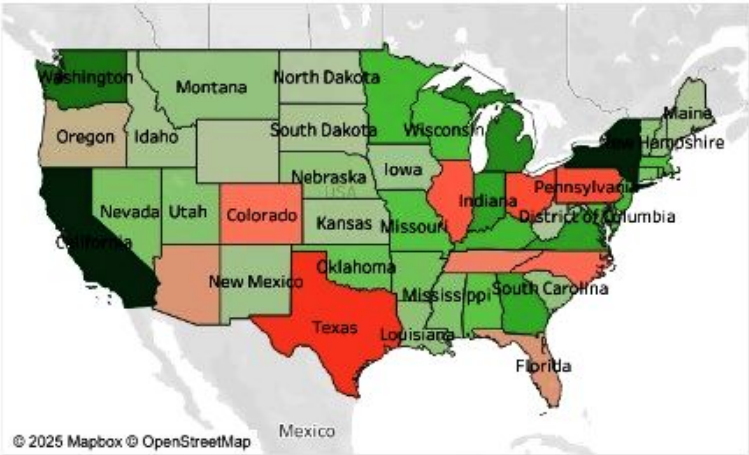 Washington
Montana
North Dakota
Maine
Oregon
Idaho
South Dakota
Wisconsin
New Hampshire
Nebraska
Iowa
USA
Pennsylvania
Nevada
Utah
Colorado
Kansas
Missouri
Indiana
District of Columbia
California
New Mexico
Oklahoma
Mississippi
South Carolina
Texas
Louisiana
Florida
Mexico
© 2025 Mapbox © OpenStreetMap